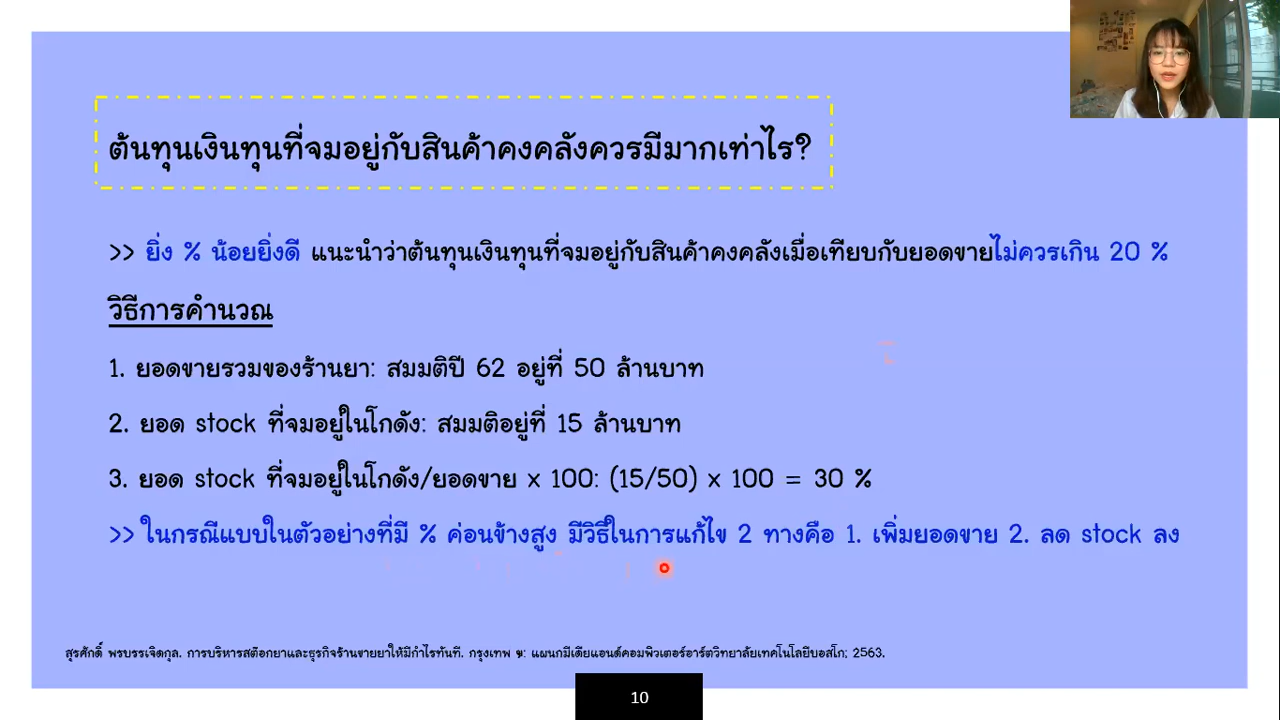 ต้นทุนเงินทุนที่จมอยู่กับสินค้าคงคลังควรมีมากเท่าไร?
>> ยิ่ง % น้อยยิ่งดี แนะนำว่าต้นทุนเงินทุนที่จมอยู่กับสินค้าคงคลังเมื่อเทียบกับยอดขายไม่ควรเกิน 20 %
วิธีการคำนวณ
1. ยอดขายรวมของร้านยา: สมมติปี 62 อยู่ที่ 50 ล้านบาท
2. ยอด stock ที่จมอยู่ในโกดัง: สมมติอยู่ที่ 15 ล้านบาท
3. ยอด stock ที่จมอยู่ในโกดัง/ยอดขาย x 100: (15/50) x 100 = 30 %
>> ในกรณีแบบในตัวอย่างที่มี % ค่อนข้างสูง มีวิธีในการแก้ไข 2 ทางคือ 1. เพิ่มยอดขาย 2. ลด stock ลง
สุรศักดิ์ พรบรรเจิดกุล. การบริหารสต๊อกยาและธุรกิจร้านขายยาให้มีกำไรทันที. กรุงเทพ ฯ: แผนกมีเดียแอนด์คอมพิวเตอร์อาร์ตวิทยาลัยเทคโนโลยีบอสโก; 2563.
10